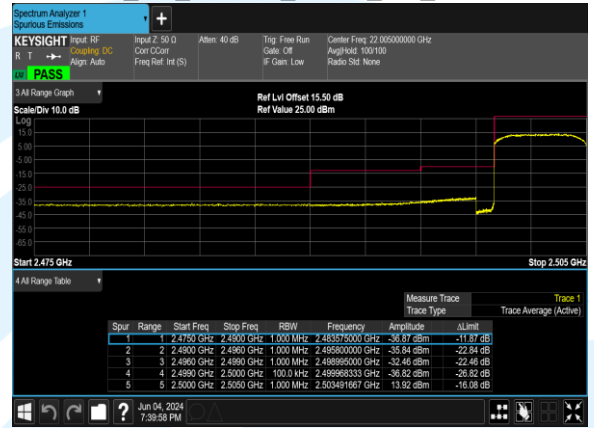 Spectrum Analyzer 1
Spurious Emissions
KEYSIGHT Input: RF Input Z: 50 Ω Atten: 40 dB Trig: Free Run Center Freq: 22.005000000 GHz
R T Coupling: DC Corr CCorr Gate: Off Avg|Hold: 100/100
Align: Auto Freq Ref: Int (S) IF Gain: Low Radio Std: None
LW PASS
3 All Range Graph
Ref Lvl Offset 15.50 dB
Scale/Div 10.0 dB Ref Value 25.00 dBm
Log
15.0
5.00
-5.00
-15.0
-25.0
-35.0
-45.0
-55.0
-65.0
Start 2.475 GHz Stop 2.505 GHz
4 All Range Table
Measure Trace Trace 1
Trace Type Trace Average (Active)
Spur Range Start Freq Stop Freq RBW Frequency Amplitude ΔLimit
1 1 2.4750 GHz 2.4900 GHz 1.000 MHz 2.483575000 GHz -36.87 dBm -11.87 dB
2 2 2.4900 GHz 2.4960 GHz 1.000 MHz 2.495800000 GHz -35.84 dBm -22.84 dB
3 3 2.4960 GHz 2.4990 GHz 1.000 MHz 2.498995000 GHz -32.46 dBm -22.46 dB
4 4 2.4990 GHz 2.5000 GHz 100.0 kHz 2.499968333 GHz -36.82 dBm -26.82 dB
5 5 2.5000 GHz 2.5050 GHz 1.000 MHz 2.503491667 GHz 13.92 dBm -16.08 dB
? Jun 04, 2024
7:39:58 PM